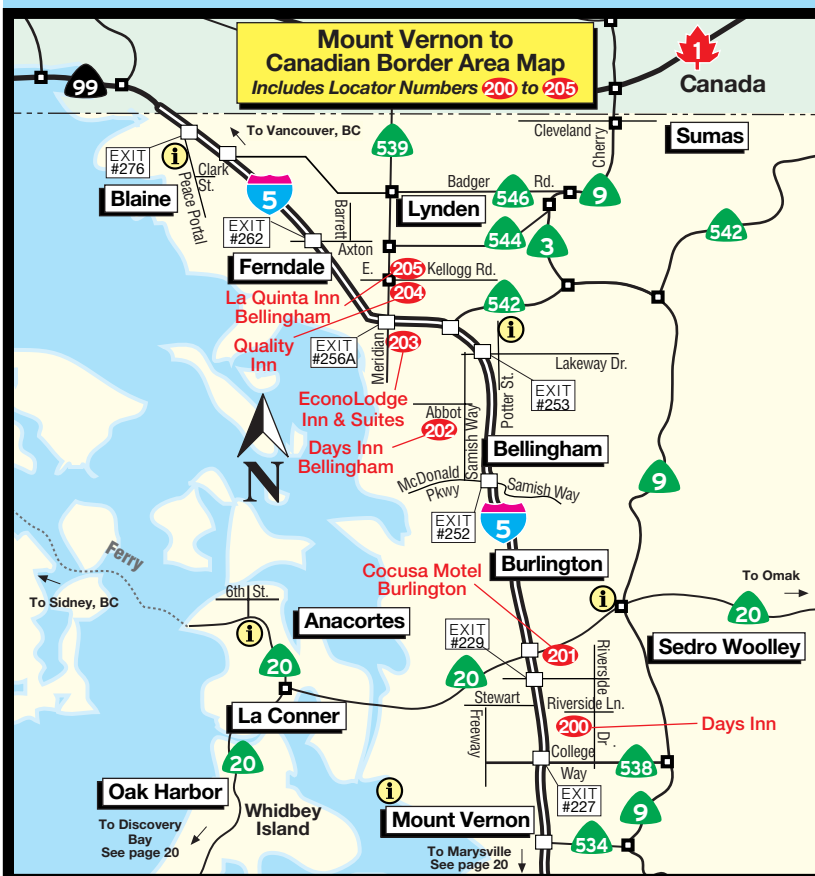 Mount Vernon to
Canadian Border Area Map
Includes Locator Numbers 200 to 205
1
Canada
99
To Vancouver, BC
539
Cleveland
Cherry
Sumas
EXIT
#276
i
Clark
St.
Peace Portal
Blaine
5
Badger Rd.
546
9
Lynden
Barrett
EXIT
#262
Axton
544
3
542
Ferndale
E. 205 Kellogg Rd.
La Quinta Inn
Bellingham
204
542
Quality
Inn
EXIT
#256A
Meridian
203
i
Lakeway Dr.
Potter St.
EXIT
#253
EconoLodge
Inn & Suites
Abbot
202
Samish Way
Days Inn
Bellingham
Bellingham
N
McDonald
Pkwy
Samish Way
9
EXIT
#252
5
Ferry
Burlington
To Sidney, BC
Cocusa Motel
Burlington
To Omak
6th St.
i
i
20
Anacortes
EXIT
#229
201
Sedro Woolley
20
20
Riverside
Dr.
Stewart
Riverside Ln.
La Conner
Freeway
200
Days Inn
College
Way
20
538
Oak Harbor
i
EXIT
#227
Whidbey
Island
Mount Vernon
9
To Discovery
Bay
See page 20
To Marysville
See page 20
534